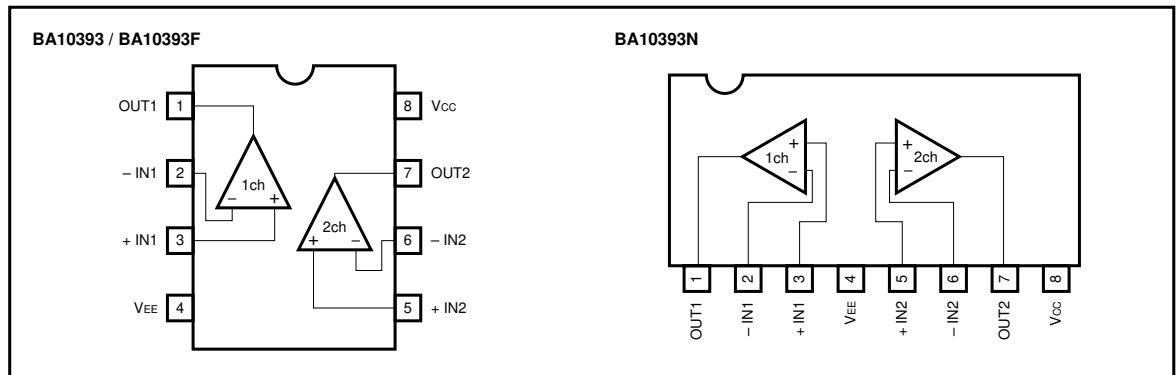 BA10393 / BA10393F
OUT1 1
8 VCC
– IN1 2
7 OUT2
1ch
– +
2ch
+ –
+ IN1 3
6 – IN2
VEE 4
5 + IN2
BA10393N
1ch
+
–
2ch
+
–
1 2 3 4 5 6 7 8
OUT1
– IN1
+ IN1
VEE
+ IN2
– IN2
OUT2
VCC